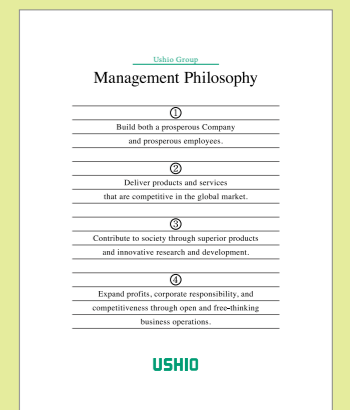 Ushio Group
Management Philosophy
①
Build both a prosperous Company
and prosperous employees.
②
Deliver products and services
that are competitive in the global market.
③
Contribute to society through superior products
and innovative research and development.
④
Expand profits, corporate responsibility, and
competitiveness through open and free-thinking
business operations.
USHIO